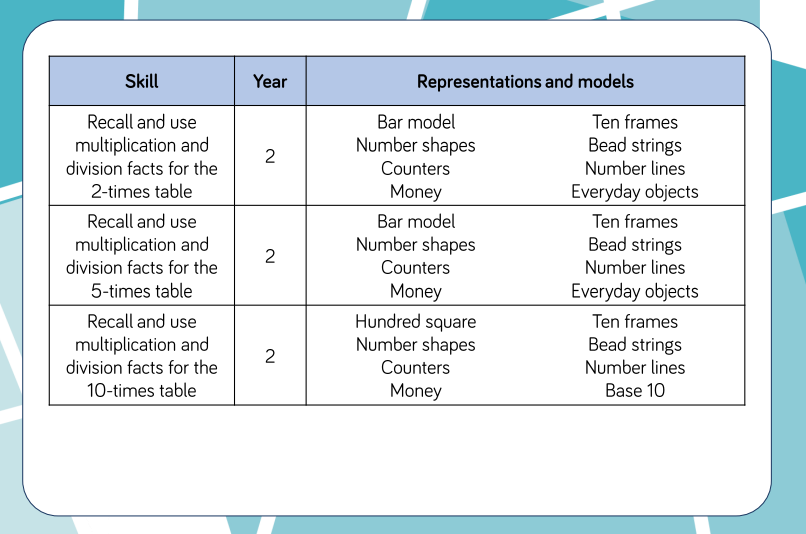 Skill Year Representations and models
Recall and use
multiplication and
division facts for the
2-times table
2
Bar model Ten frames
Number shapes Bead strings
Counters Number lines
Money Everyday objects
Recall and use
multiplication and
division facts for the
5-times table
2
Bar model Ten frames
Number shapes Bead strings
Counters Number lines
Money Everyday objects
Recall and use
multiplication and
division facts for the
10-times table
2
Hundred square Ten frames
Number shapes Bead strings
Counters Number lines
Money Base 10